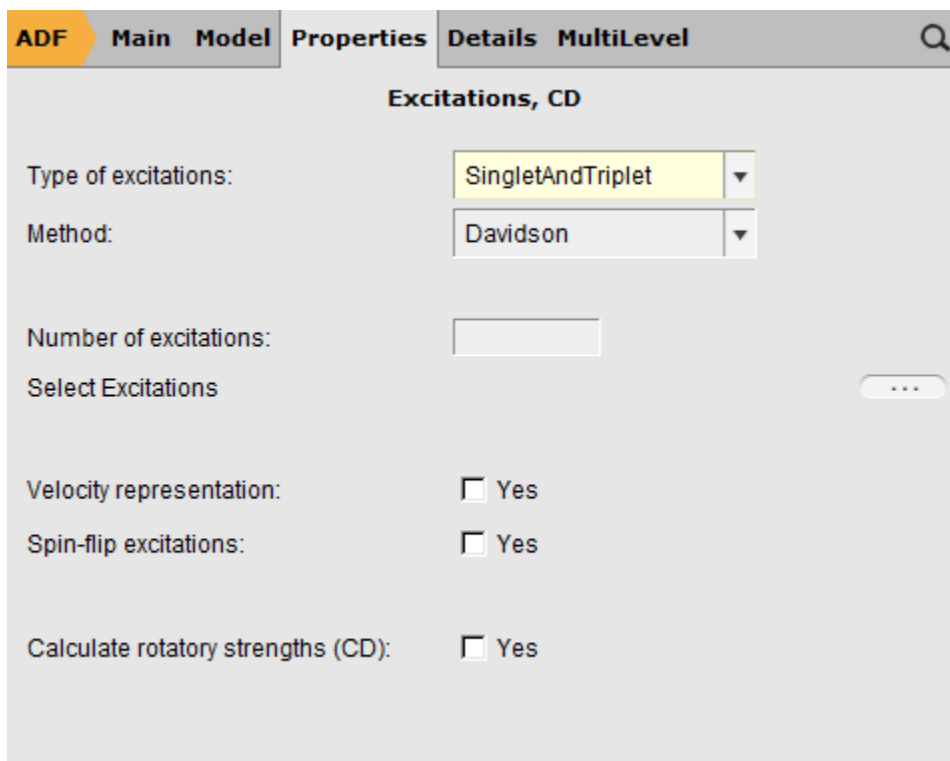 ADF Main Model Properties Details MultiLevel
Excitations, CD
Type of excitations: SingletAndTriplet
Method: Davidson
Number of excitations:
Select Excitations ...
Velocity representation: Yes
Spin-flip excitations: Yes
Calculate rotatory strengths (CD): Yes